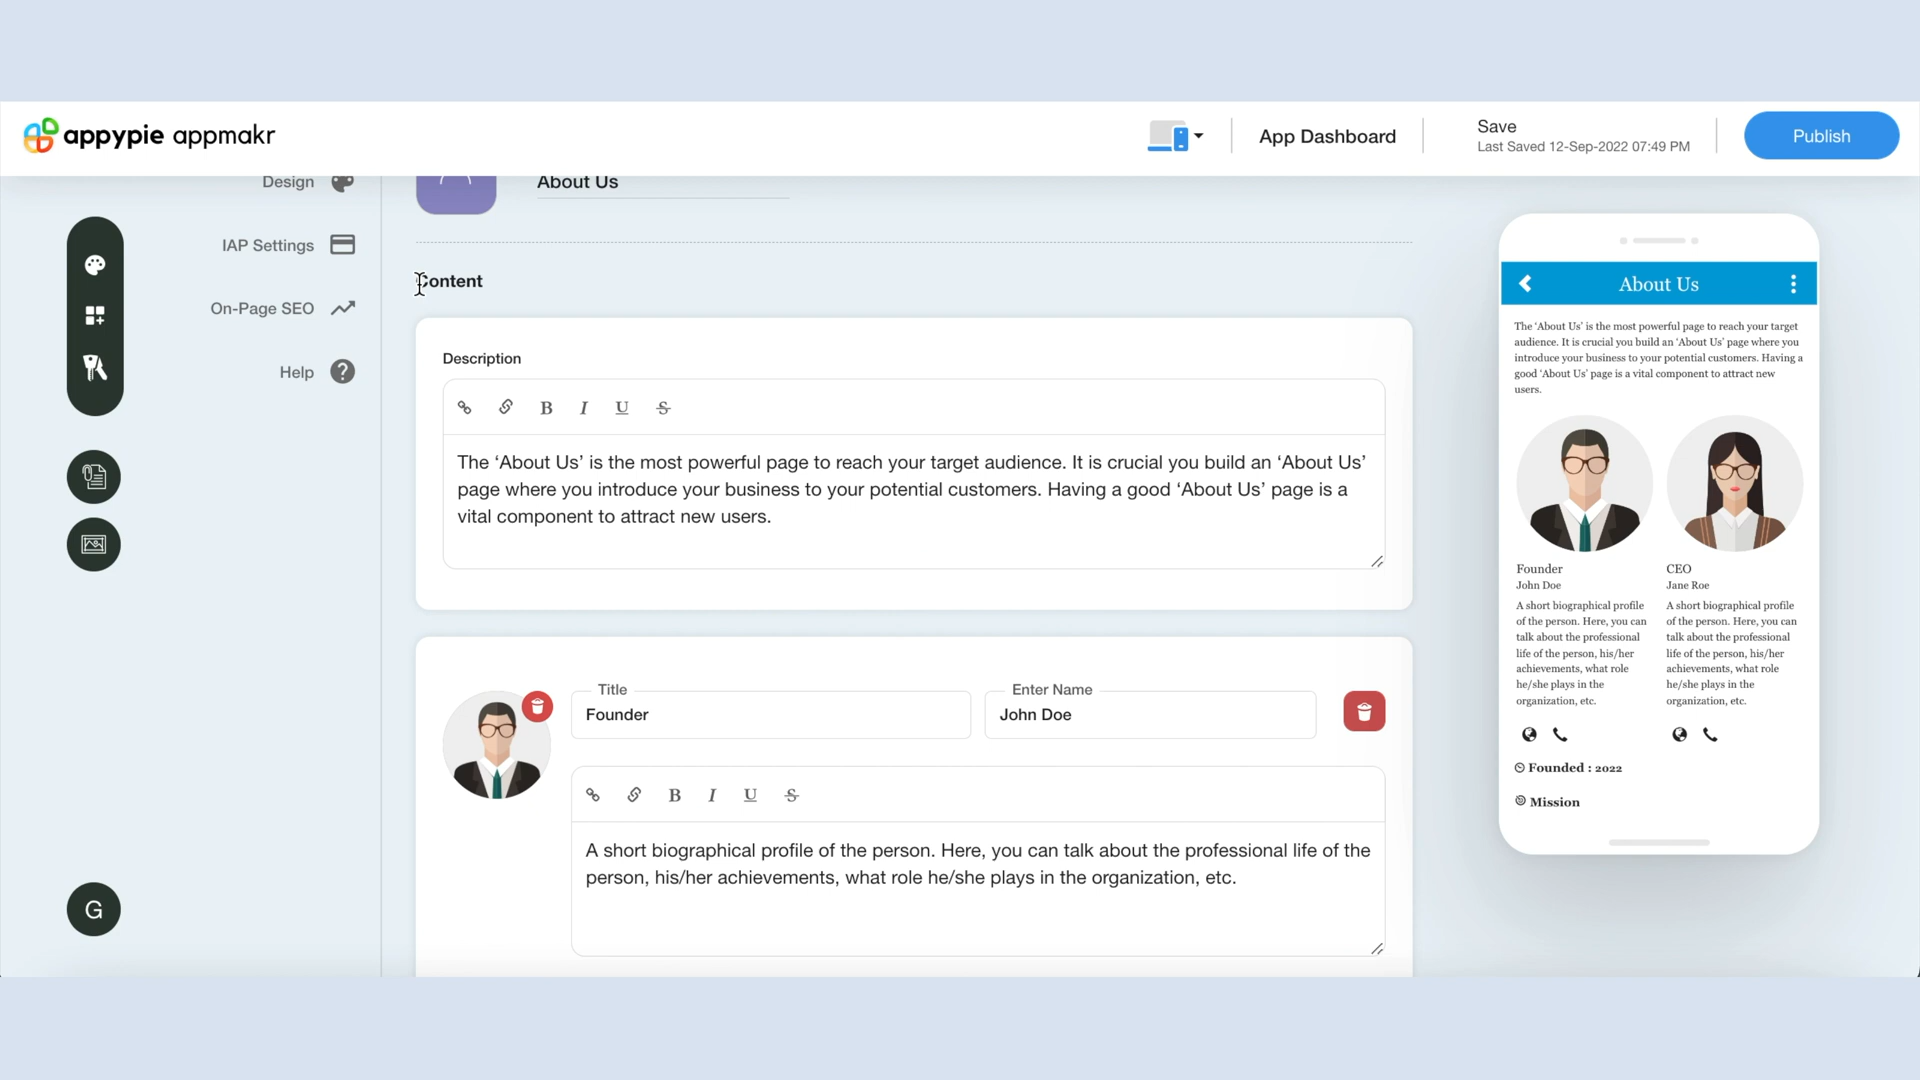 appypie appmakr
App Dashboard
Save
Last Saved 12-Sep-2022 07:49 PM
Publish
Design
IAP Settings
On-Page SEO
Help
G
About Us
Content
Description
B I U S
The ‘About Us’ is the most powerful page to reach your target audience. It is crucial you build an ‘About Us’
page where you introduce your business to your potential customers. Having a good ‘About Us’ page is a
vital component to attract new users.
Title
Founder
Enter Name
John Doe
B I U S
A short biographical profile of the person. Here, you can talk about the professional life of the
person, his/her achievements, what role he/she plays in the organization, etc.
About Us
The ‘About Us’ is the most powerful page to reach your target
audience. It is crucial you build an ‘About Us’ page where you
introduce your business to your potential customers. Having a
good ‘About Us’ page is a vital component to attract new
users.
Founder
John Doe
A short biographical profile
of the person. Here, you can
talk about the professional
life of the person, his/her
achievements, what role
he/she plays in the
organization, etc.
CEO
Jane Roe
A short biographical profile
of the person. Here, you can
talk about the professional
life of the person, his/her
achievements, what role
he/she plays in the
organization, etc.
Founded : 2022
Mission